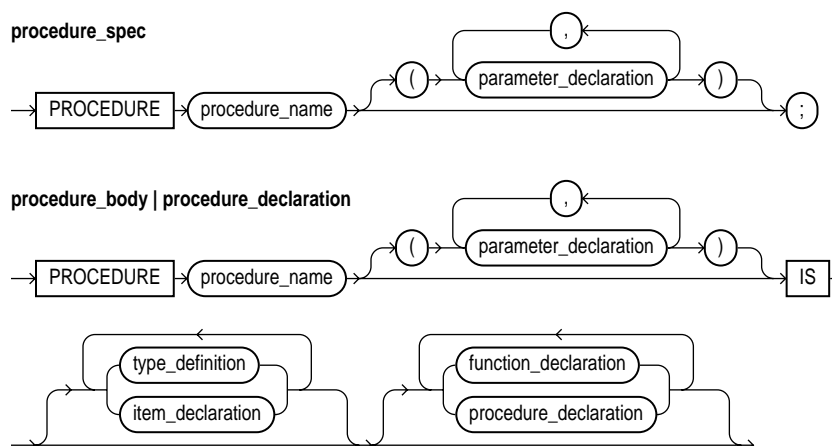 procedure_spec
,
( parameter_declaration )
PROCEDURE procedure_name ;
procedure_body | procedure_declaration
,
( parameter_declaration )
PROCEDURE procedure_name IS
type_definition function_declaration
item_declaration procedure_declaration